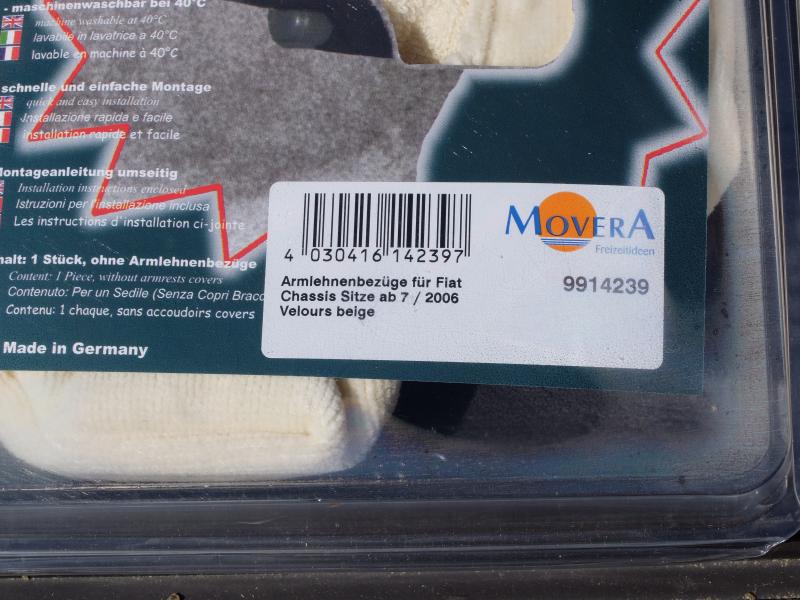 - maschinenwaschbar bei 40°C
machine washable at 40°C
lavabile in lavatrice a 40°C
lavable en machine à 40°C
schnelle und einfache Montage
quick and easy installation
Installazione rapida e facile
installation rapide et facile
Montageanleitung umseitig
Installation instructions enclosed
Istruzioni per l'installazione inclusa
Les instructions d'installation ci-jointe
halt: 1 Stück, ohne Armlehnenbezüge
Content: 1 Piece, without armrests covers
Contenuto: Per un Sedile (Senza Copri Bracc
Contenu: 1 chaque, sans accoudoirs covers
Made in Germany
4 030416 142397
MOVERA
Freizeitideen
9914239
Armlehnenbezüge für Fiat
Chassis Sitze ab 7 / 2006
Velours beige